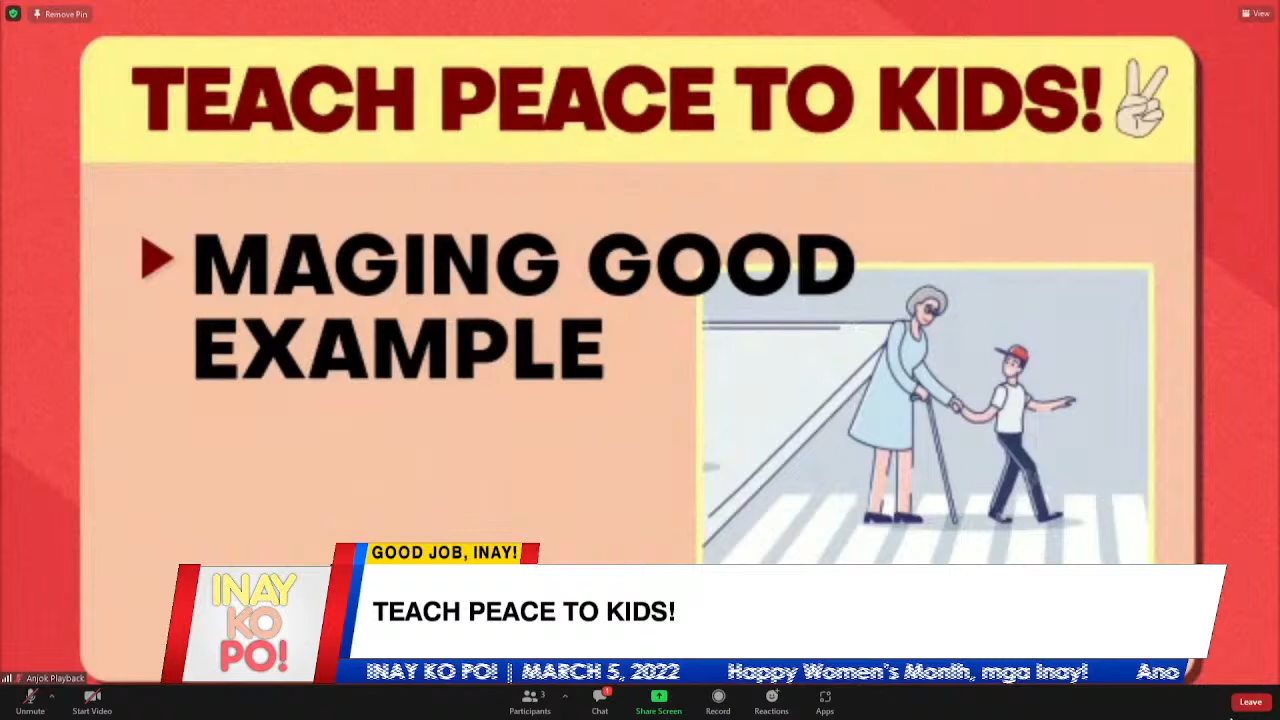 Remove Pin
View
TEACH PEACE TO KIDS!
MAGING GOOD
EXAMPLE
GOOD JOB, INAY!
INAY
KO
PO!
TEACH PEACE TO KIDS!
INAY KO PO! | MARCH 5, 2022 Happy Women's Month, mga Inay! Ano
Anjok Playback
Unmute
Start Video
Participants
3
Chat
1
Share Screen
Record
Reactions
Apps
Leave